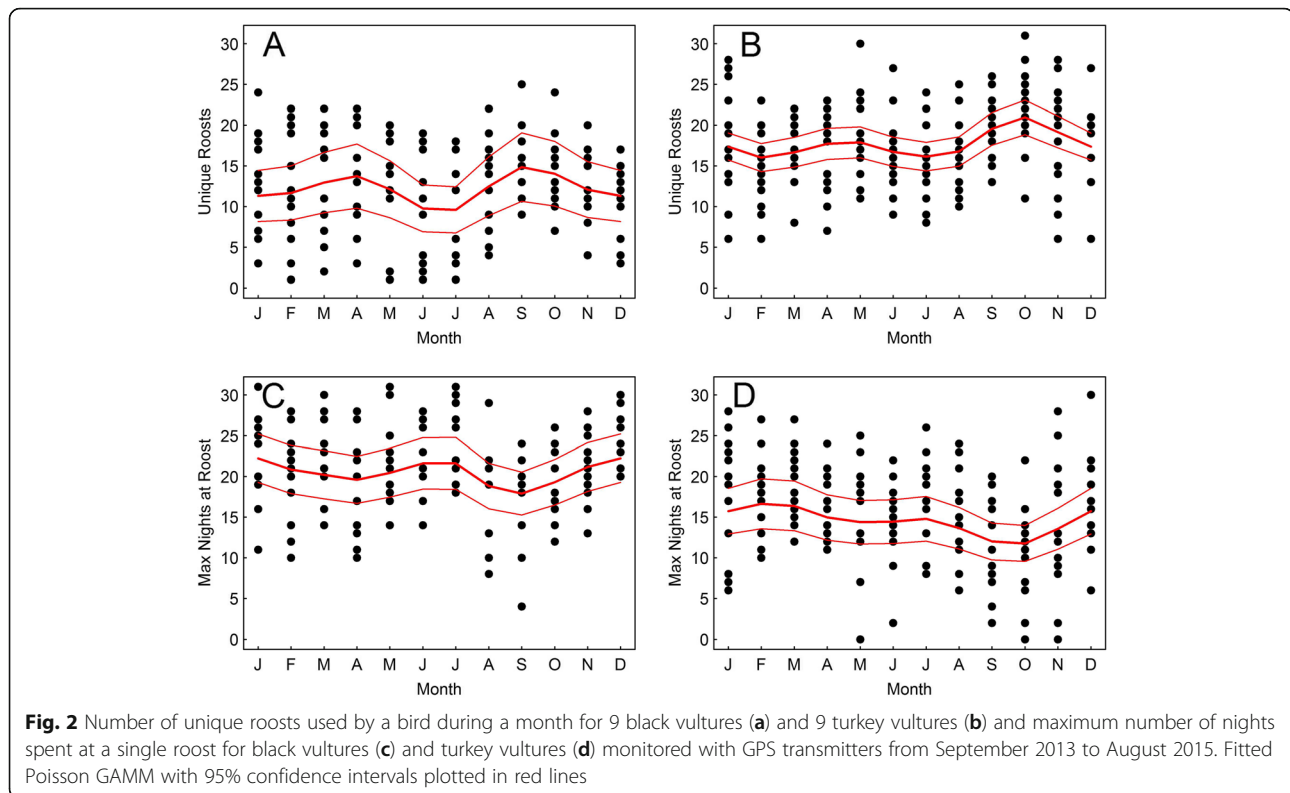 A
30
25
20
15
10
5
0
Unique Roosts
J F M A M J J A S O N D
Month
B
30
25
20
15
10
5
0
Unique Roosts
J F M A M J J A S O N D
Month
C
30
25
20
15
10
5
0
Max Nights at Roost
J F M A M J J A S O N D
Month
D
30
25
20
15
10
5
0
Max Nights at Roost
J F M A M J J A S O N D
Month
Fig. 2 Number of unique roosts used by a bird during a month for 9 black vultures (a) and 9 turkey vultures (b) and maximum number of nights
spent at a single roost for black vultures (c) and turkey vultures (d) monitored with GPS transmitters from September 2013 to August 2015. Fitted
Poisson GAMM with 95% confidence intervals plotted in red lines